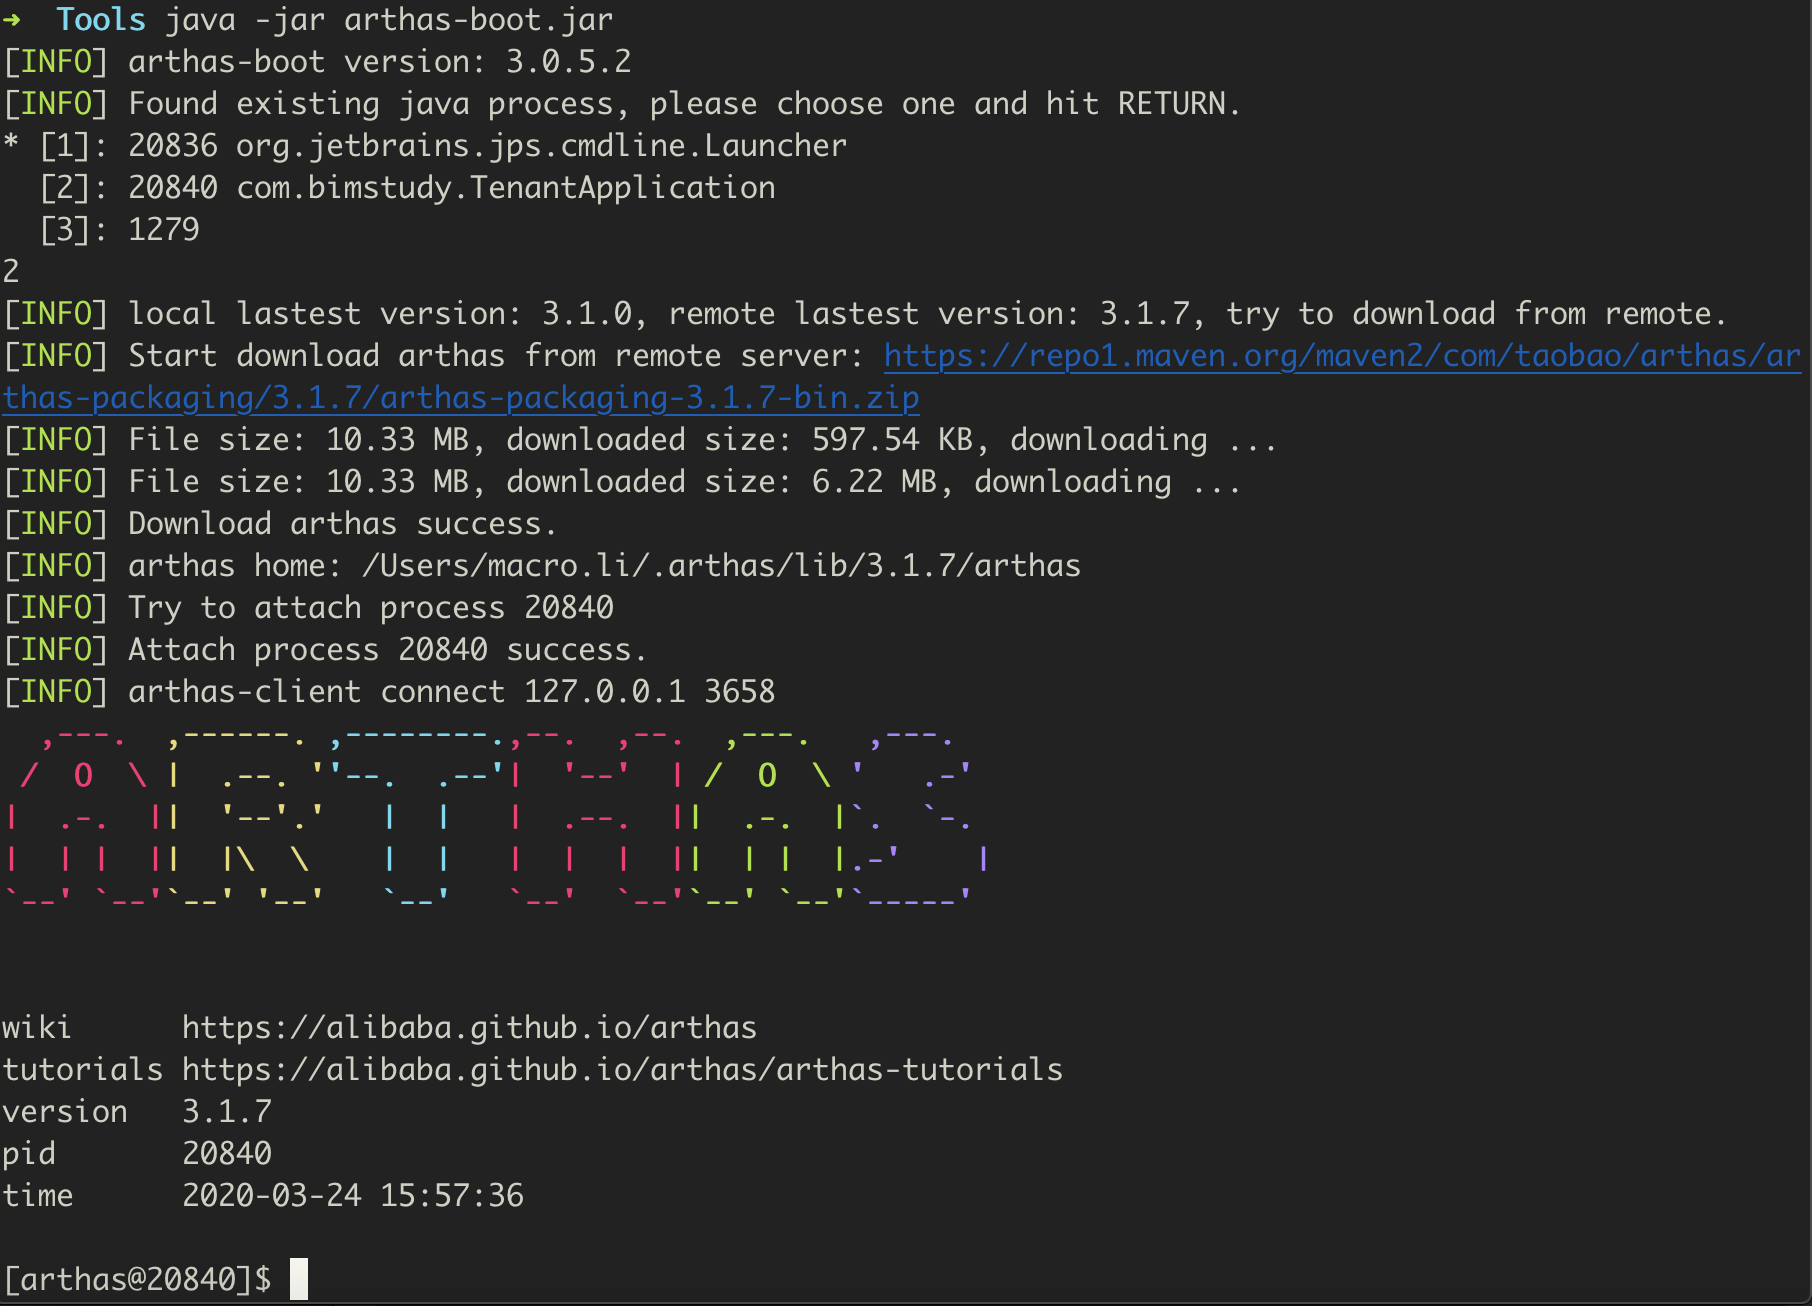 ➜  Tools java -jar arthas-boot.jar
[INFO] arthas-boot version: 3.0.5.2
[INFO] Found existing java process, please choose one and hit RETURN.
* [1]: 20836 org.jetbrains.jps.cmdline.Launcher
  [2]: 20840 com.bimstudy.TenantApplication
  [3]: 1279
2
[INFO] local lastest version: 3.1.0, remote lastest version: 3.1.7, try to download from remote.
[INFO] Start download arthas from remote server: https://repo1.maven.org/maven2/com/taobao/arthas/ar
thas-packaging/3.1.7/arthas-packaging-3.1.7-bin.zip
[INFO] File size: 10.33 MB, downloaded size: 597.54 KB, downloading ...
[INFO] File size: 10.33 MB, downloaded size: 6.22 MB, downloading ...
[INFO] Download arthas success.
[INFO] arthas home: /Users/macro.li/.arthas/lib/3.1.7/arthas
[INFO] Try to attach process 20840
[INFO] Attach process 20840 success.
[INFO] arthas-client connect 127.0.0.1 3658
ARTHAS
wiki      https://alibaba.github.io/arthas
tutorials https://alibaba.github.io/arthas/arthas-tutorials
version   3.1.7
pid       20840
time      2020-03-24 15:57:36
[arthas@20840]$